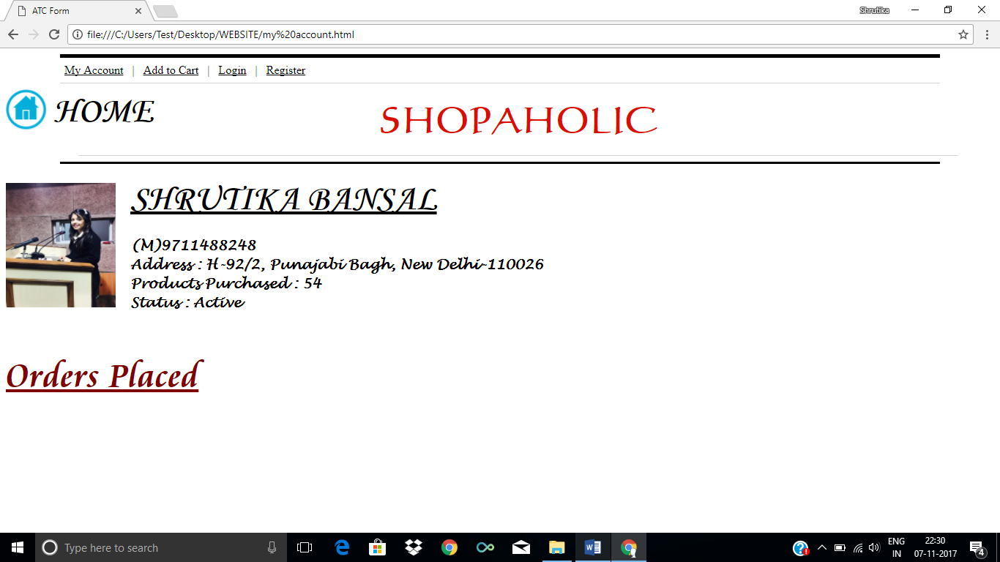 ATC Form
Shrutika
file:///C:/Users/Test/Desktop/WEBSITE/my%20account.html
My Account | Add to Cart | Login | Register
HOME
SHOPAHOLIC
SHRUTIKA BANSAL
(M)9711488248
Address : H-92/2, Punajabi Bagh, New Delhi-110026
Products Purchased : 54
Status : Active
Orders Placed
Type here to search
ENG
IN
22:30
07-11-2017
4